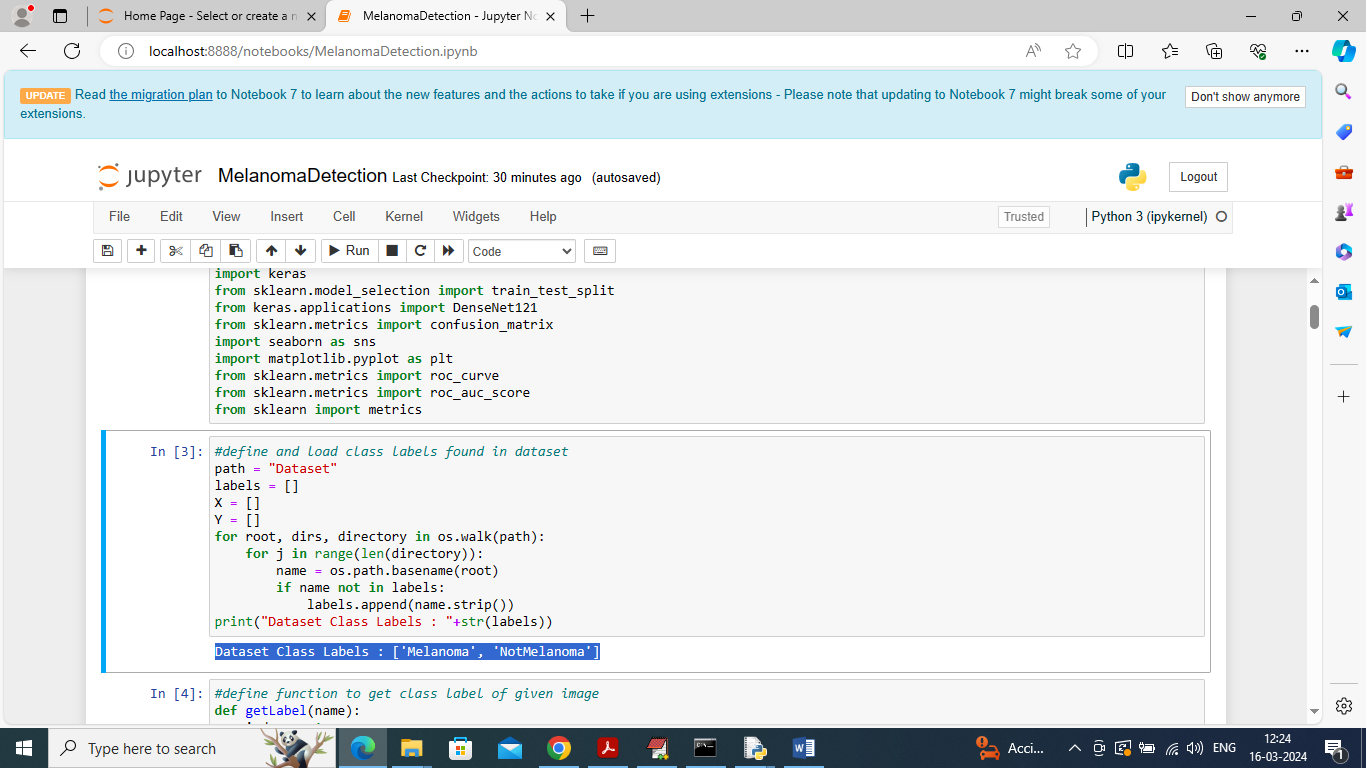 Home Page - Select or create a n
MelanomaDetection - Jupyter No
localhost:8888/notebooks/MelanomaDetection.ipynb
UPDATE Read the migration plan to Notebook 7 to learn about the new features and the actions to take if you are using extensions - Please note that updating to Notebook 7 might break some of your
extensions.
Don't show anymore
jupyter MelanomaDetection Last Checkpoint: 30 minutes ago (autosaved)
Logout
File Edit View Insert Cell Kernel Widgets Help
Trusted
Python 3 (ipykernel)
Run
Code
import keras
from sklearn.model_selection import train_test_split
from keras.applications import DenseNet121
from sklearn.metrics import confusion_matrix
import seaborn as sns
import matplotlib.pyplot as plt
from sklearn.metrics import roc_curve
from sklearn.metrics import roc_auc_score
from sklearn import metrics
In [3]: #define and load class labels found in dataset
path = "Dataset"
labels = []
X = []
Y = []
for root, dirs, directory in os.walk(path):
    for j in range(len(directory)):
        name = os.path.basename(root)
        if name not in labels:
            labels.append(name.strip())
print("Dataset Class Labels : "+str(labels))
Dataset Class Labels : ['Melanoma', 'NotMelanoma']
In [4]: #define function to get class label of given image
def getLabel(name):
Type here to search
Acci...
ENG
12:24
16-03-2024
1